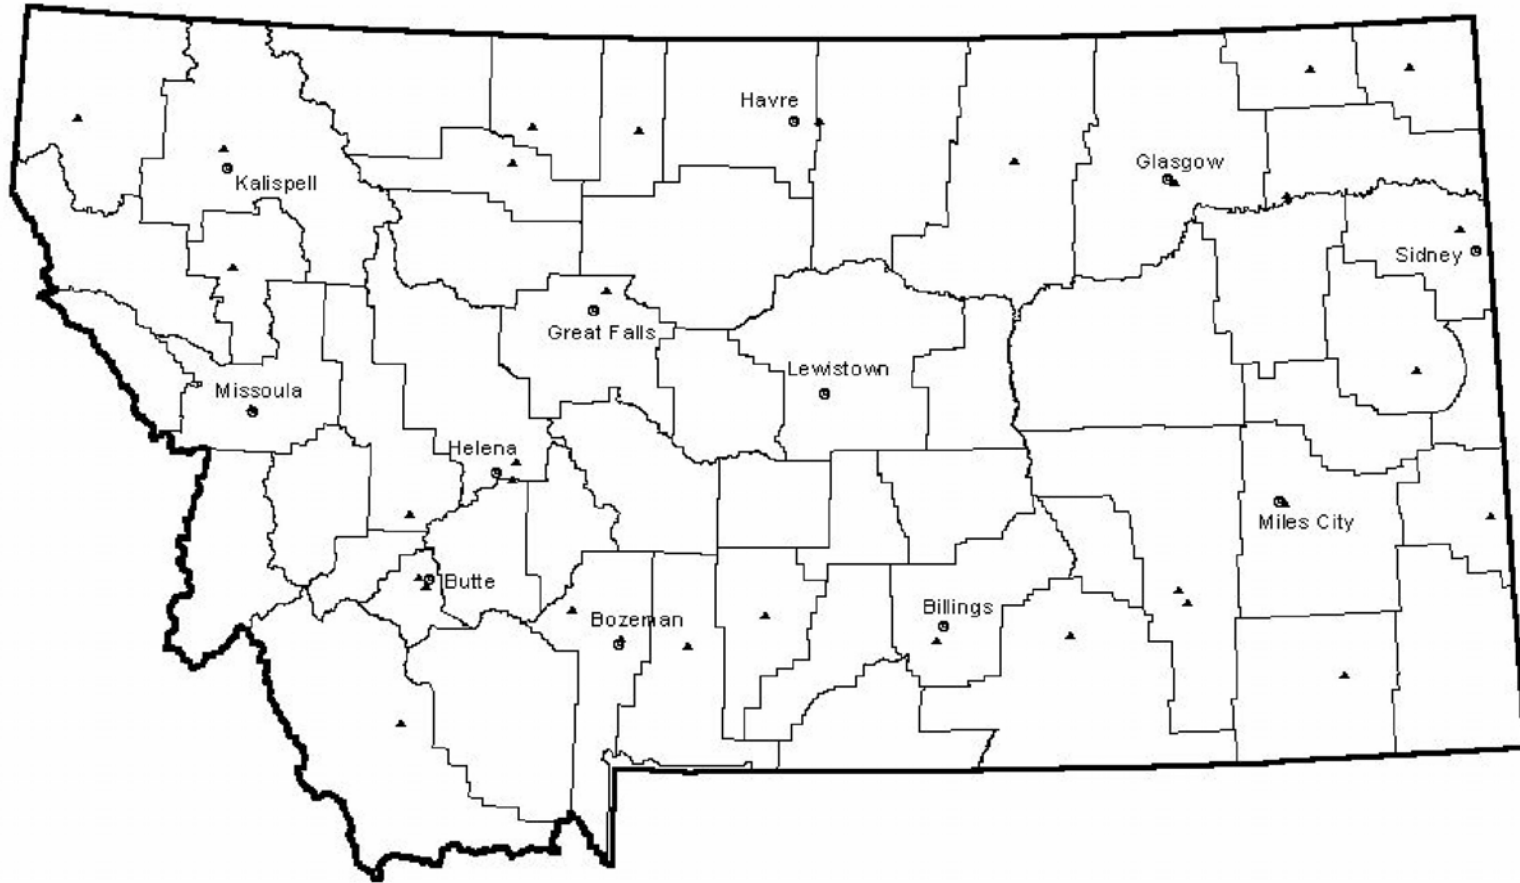 Havre
Glasgow
Kalispell
Sidney
Great Falls
Lewistown
Missoula
Helena
Miles City
Butte
Billings
Bozeman